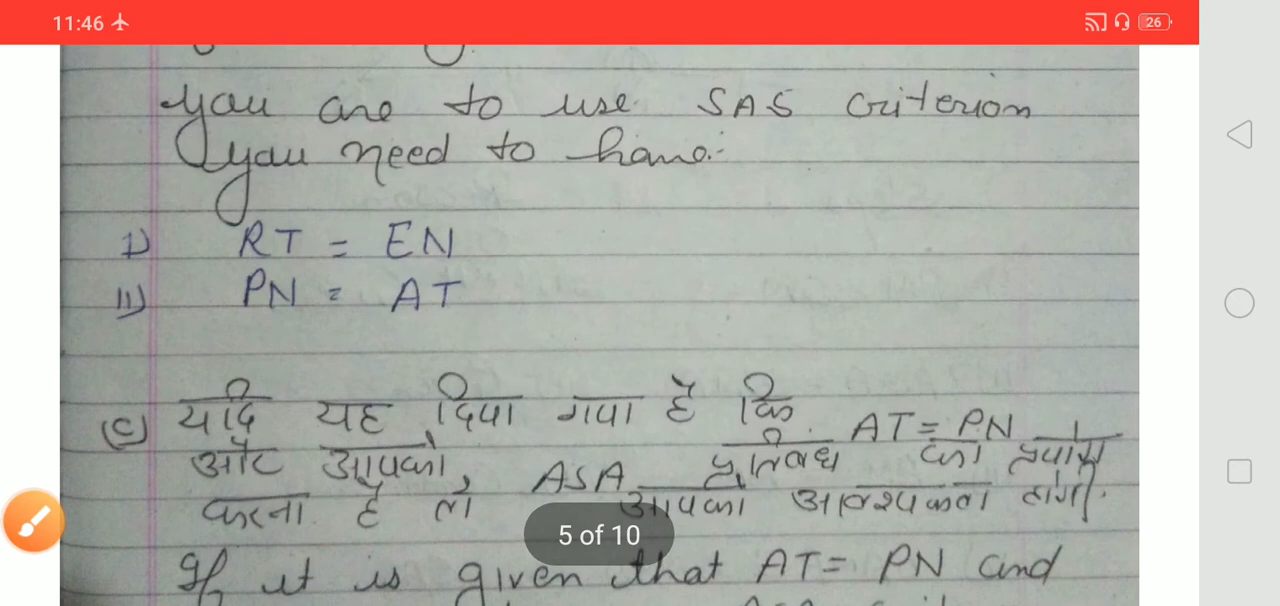 11:46
26
you are to use SAS criterion
you need to have:-
I) RT = EN
II) PN = AT
(C) यदि यह दिया गया है कि AT = PN
और आपको ASA प्रतिबंध का प्रयोग
करना है तो आपको आवश्यकता होगी.
5 of 10
If it is given that AT = PN and